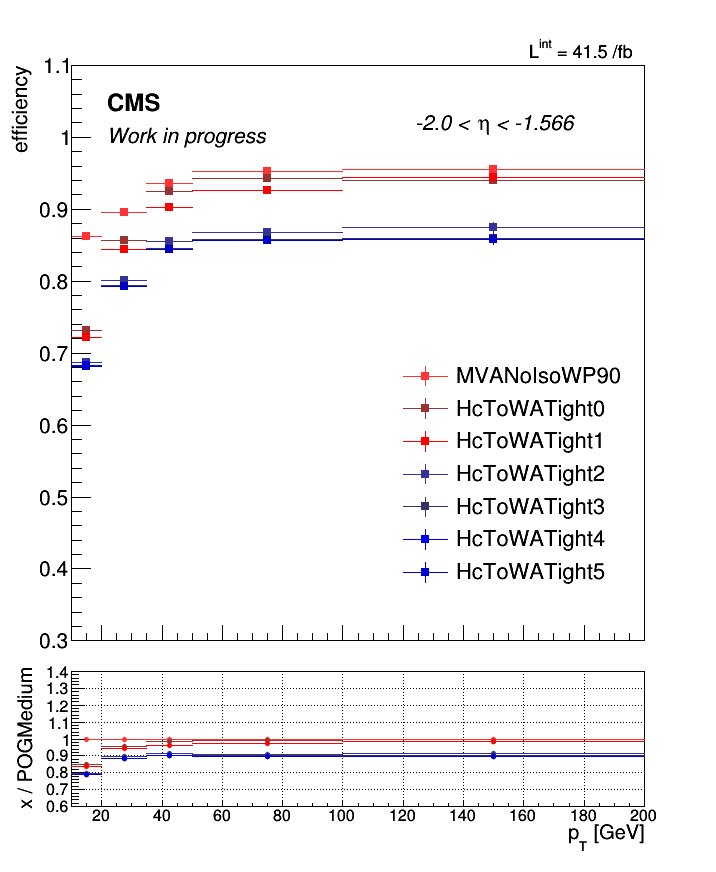 L^int = 41.5 /fb
efficiency
1.1
CMS
-2.0 < η < -1.566
Work in progress
1
0.9
0.8
0.7
0.6
0.5
0.4
0.3
MVANoIsoWP90
HcToWATight0
HcToWATight1
HcToWATight2
HcToWATight3
HcToWATight4
HcToWATight5
x / POGMedium
1.4
1.3
1.2
1.1
1
0.9
0.8
0.7
0.6
20 40 60 80 100 120 140 160 180 200
p_T [GeV]